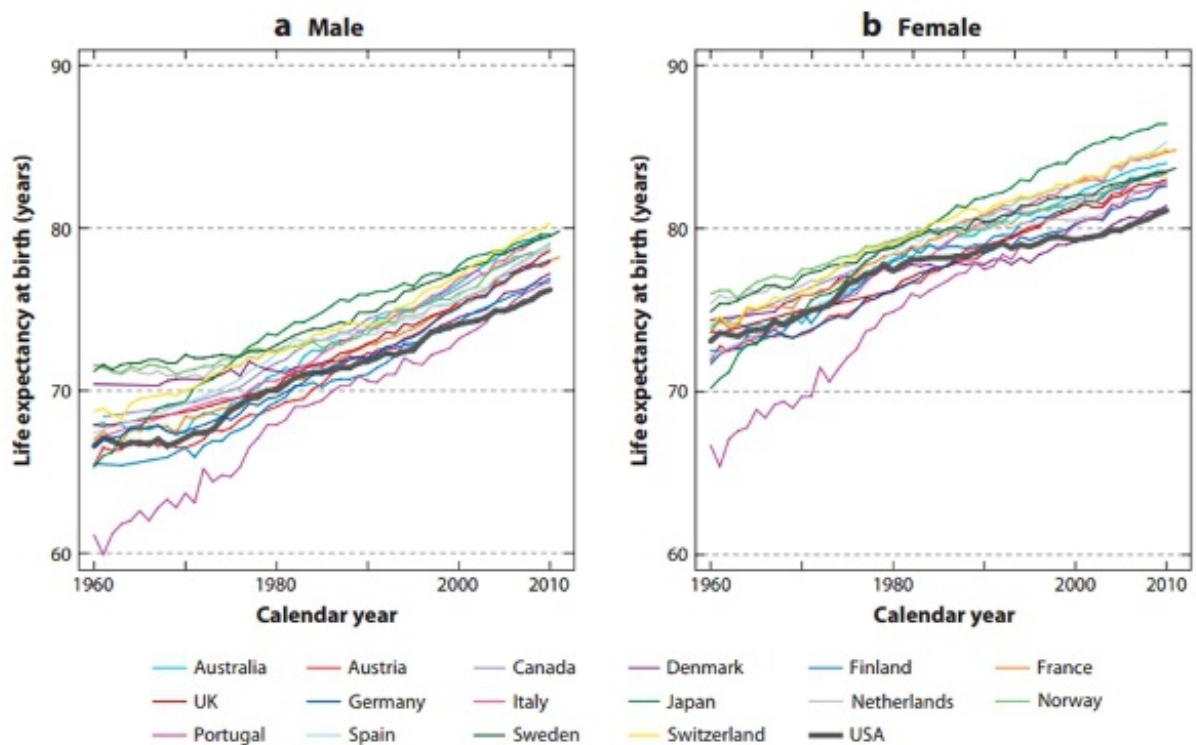 a Male
b Female
Life expectancy at birth (years)
90
80
70
60
1960
1980
2000
2010
Calendar year
Life expectancy at birth (years)
90
80
70
60
1960
1980
2000
2010
Calendar year
Australia Austria Canada Denmark Finland France
UK Germany Italy Japan Netherlands Norway
Portugal Spain Sweden Switzerland USA